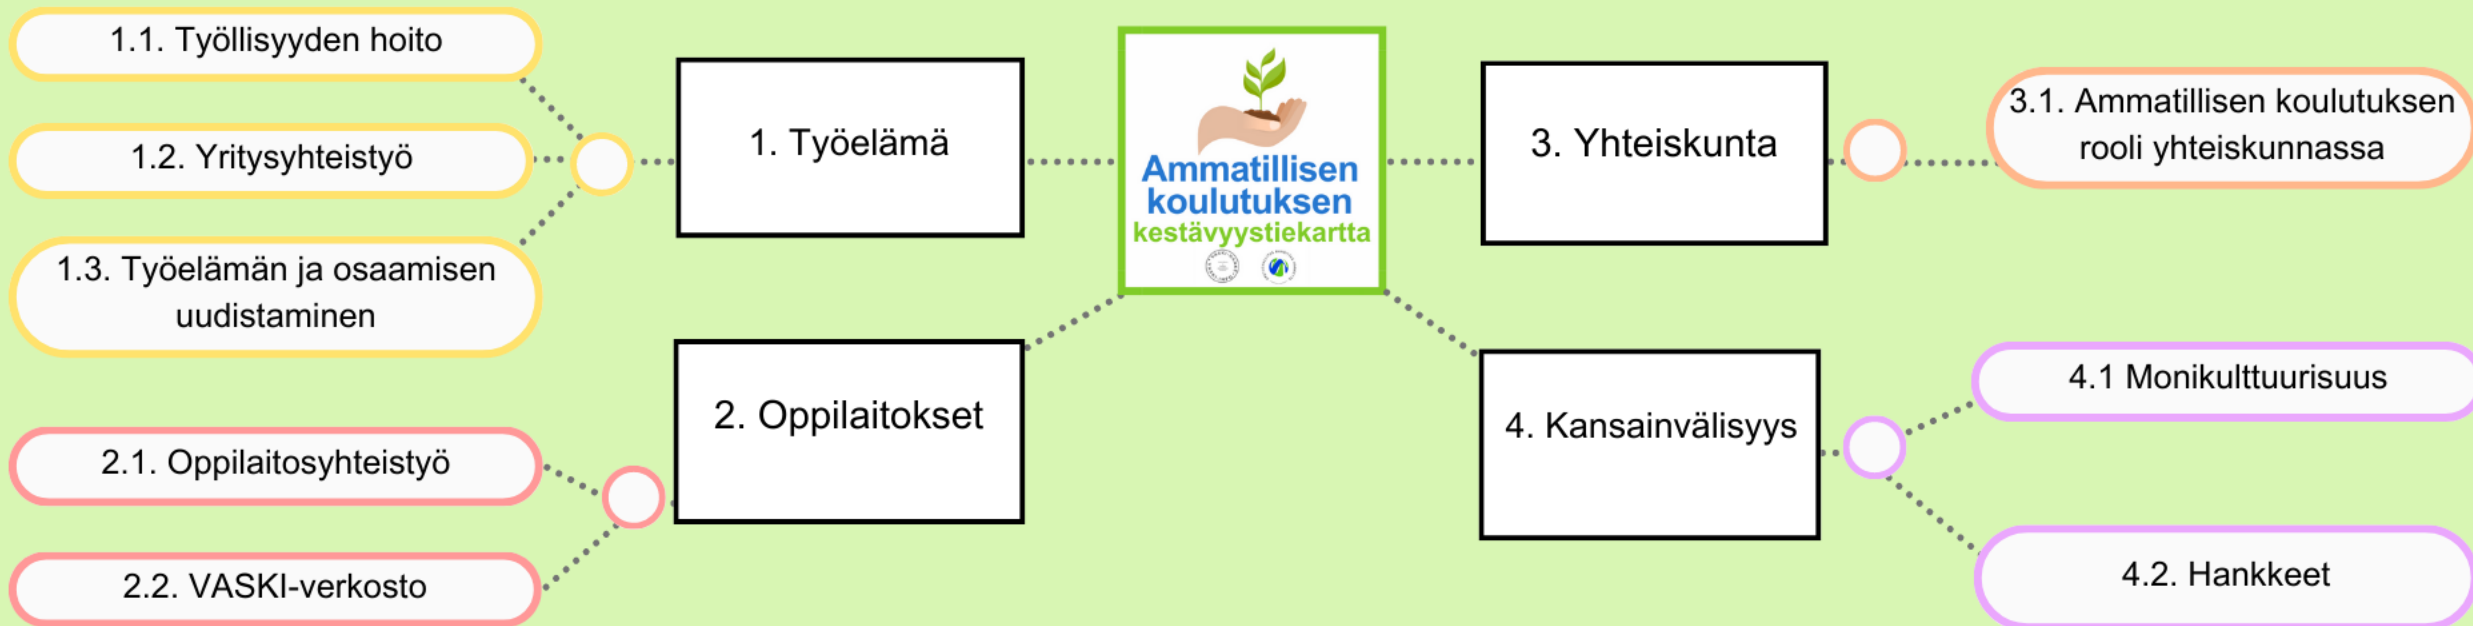 1.1. Työllisyyden hoito
1.2. Yritysyhteistyö
1.3. Työelämän ja osaamisen
uudistaminen
1. Työelämä
2.1. Oppilaitosyhteistyö
2.2. VASKI-verkosto
2. Oppilaitokset
Ammatillisen
koulutuksen
kestävyystiekartta
3. Yhteiskunta
3.1. Ammatillisen koulutuksen
rooli yhteiskunnassa
4. Kansainvälisyys
4.1 Monikulttuurisuus
4.2. Hankkeet